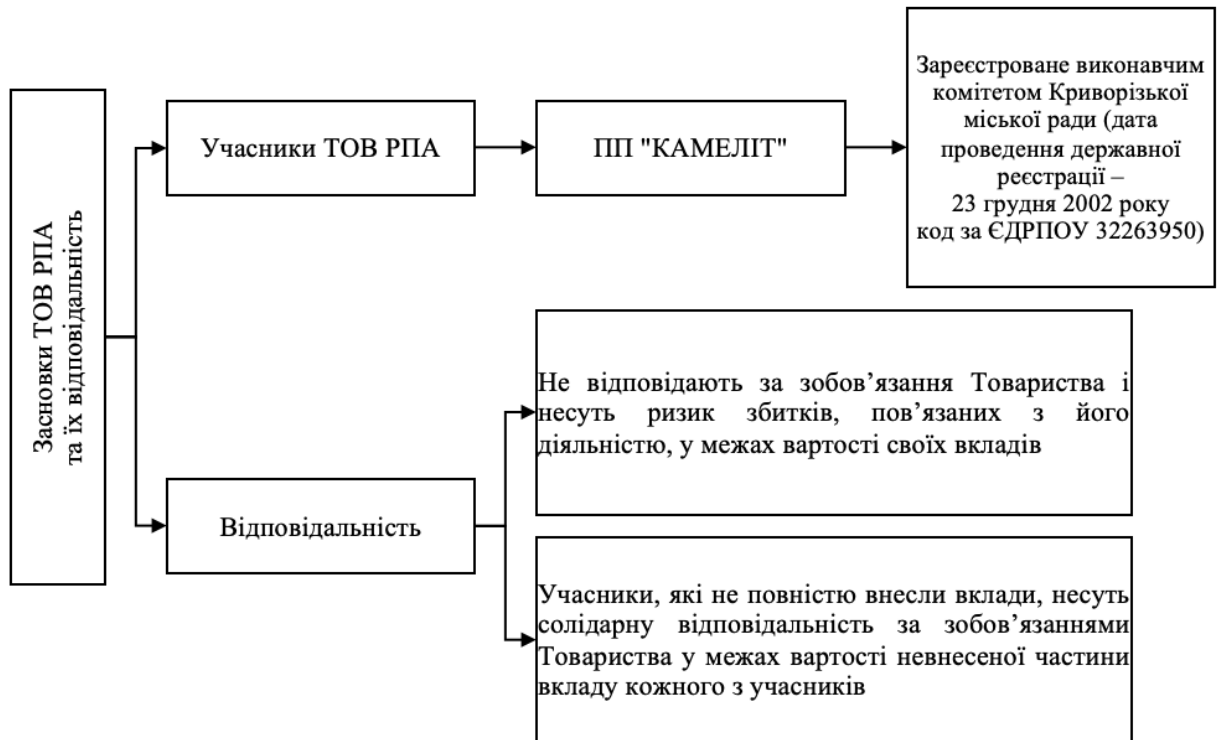 Засновки ТОВ РПА
та їх відповідальність
Учасники ТОВ РПА
ПП "КАМЕЛІТ"
Зареєстроване виконавчим
комітетом Криворізької
міської ради (дата
проведення державної
реєстрації –
23 грудня 2002 року
код за ЄДРПОУ 32263950)
Відповідальність
Не відповідають за зобов’язання Товариства і
несуть ризик збитків, пов’язаних з його
діяльністю, у межах вартості своїх вкладів
Учасники, які не повністю внесли вклади, несуть
солідарну відповідальність за зобов’язаннями
Товариства у межах вартості невнесеної частини
вкладу кожного з учасників